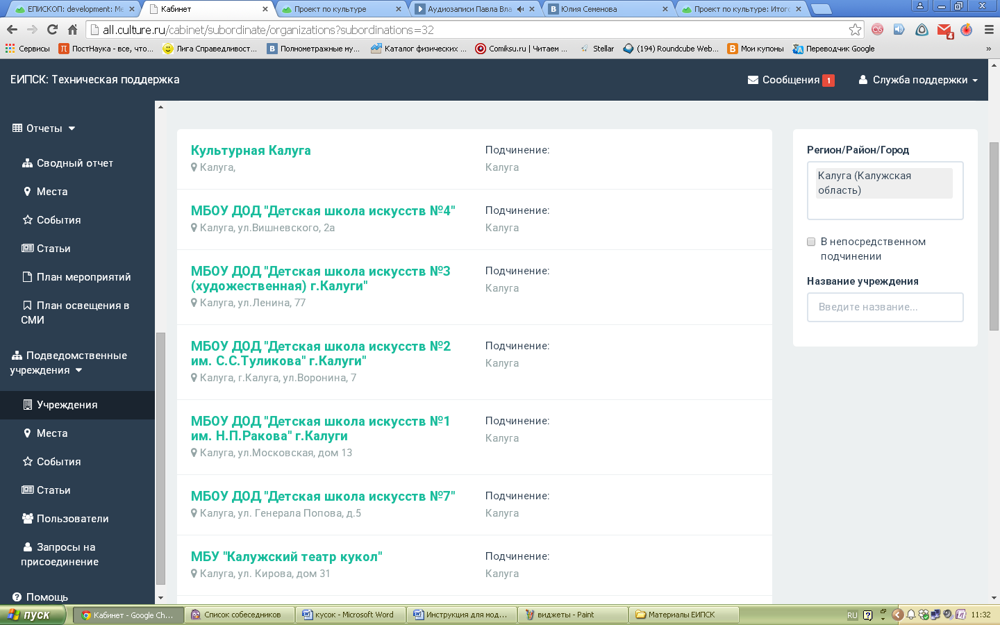 ЕПИСКОП: development: Ме
Кабинет
Проект по культуре
Аудиозаписи Павла Вла
Юлия Семенова
Проект по культуре: Итого
all.culture.ru/cabinet/subordinate/organizations?subordinations=32
4
Сервисы
ПостНаука - все, что...
Лига Справедливост...
Полнометражные му...
Каталог физических ...
Comiksu.ru | Читаем ...
Stellar
(194) Roundcube Web...
Мои купоны
Переводчик Google
»
ЕИПСК: Техническая поддержка
Сообщения 1
Служба поддержки
Отчеты
Сводный отчет
Места
События
Статьи
План мероприятий
План освещения в
СМИ
Подведомственные
учреждения
Учреждения
Места
События
Статьи
Пользователи
Запросы на
присоединение
Помощь
Культурная Калуга
Калуга,
Подчинение:
Калуга
МБОУ ДОД "Детская школа искусств №4"
Калуга, ул.Вишневского, 2а
Подчинение:
Калуга
МБОУ ДОД "Детская школа искусств №3
(художественная) г.Калуги"
Калуга, ул.Ленина, 77
Подчинение:
Калуга
МБОУ ДОД "Детская школа искусств №2
им. С.С.Туликова" г.Калуги"
Калуга, г.Калуга, ул.Воронина, 7
Подчинение:
Калуга
МБОУ ДОД "Детская школа искусств №1
им. Н.П.Ракова" г.Калуги
Калуга, ул.Московская, дом 13
Подчинение:
Калуга
МБОУ ДОД "Детская школа искусств №7"
Калуга, ул. Генерала Попова, д.5
Подчинение:
Калуга
МБУ "Калужский театр кукол"
Калуга, ул. Кирова, дом 31
Подчинение:
Калуга
Регион/Район/Город
Калуга (Калужская
область)
В непосредственном
подчинении
Название учреждения
Введите название...
пуск
Кабинет - Google Ch...
Список собеседников
кусок - Microsoft Word
Инструкция для мод...
виджеты - Paint
Материалы ЕИПСК
RU
11:32